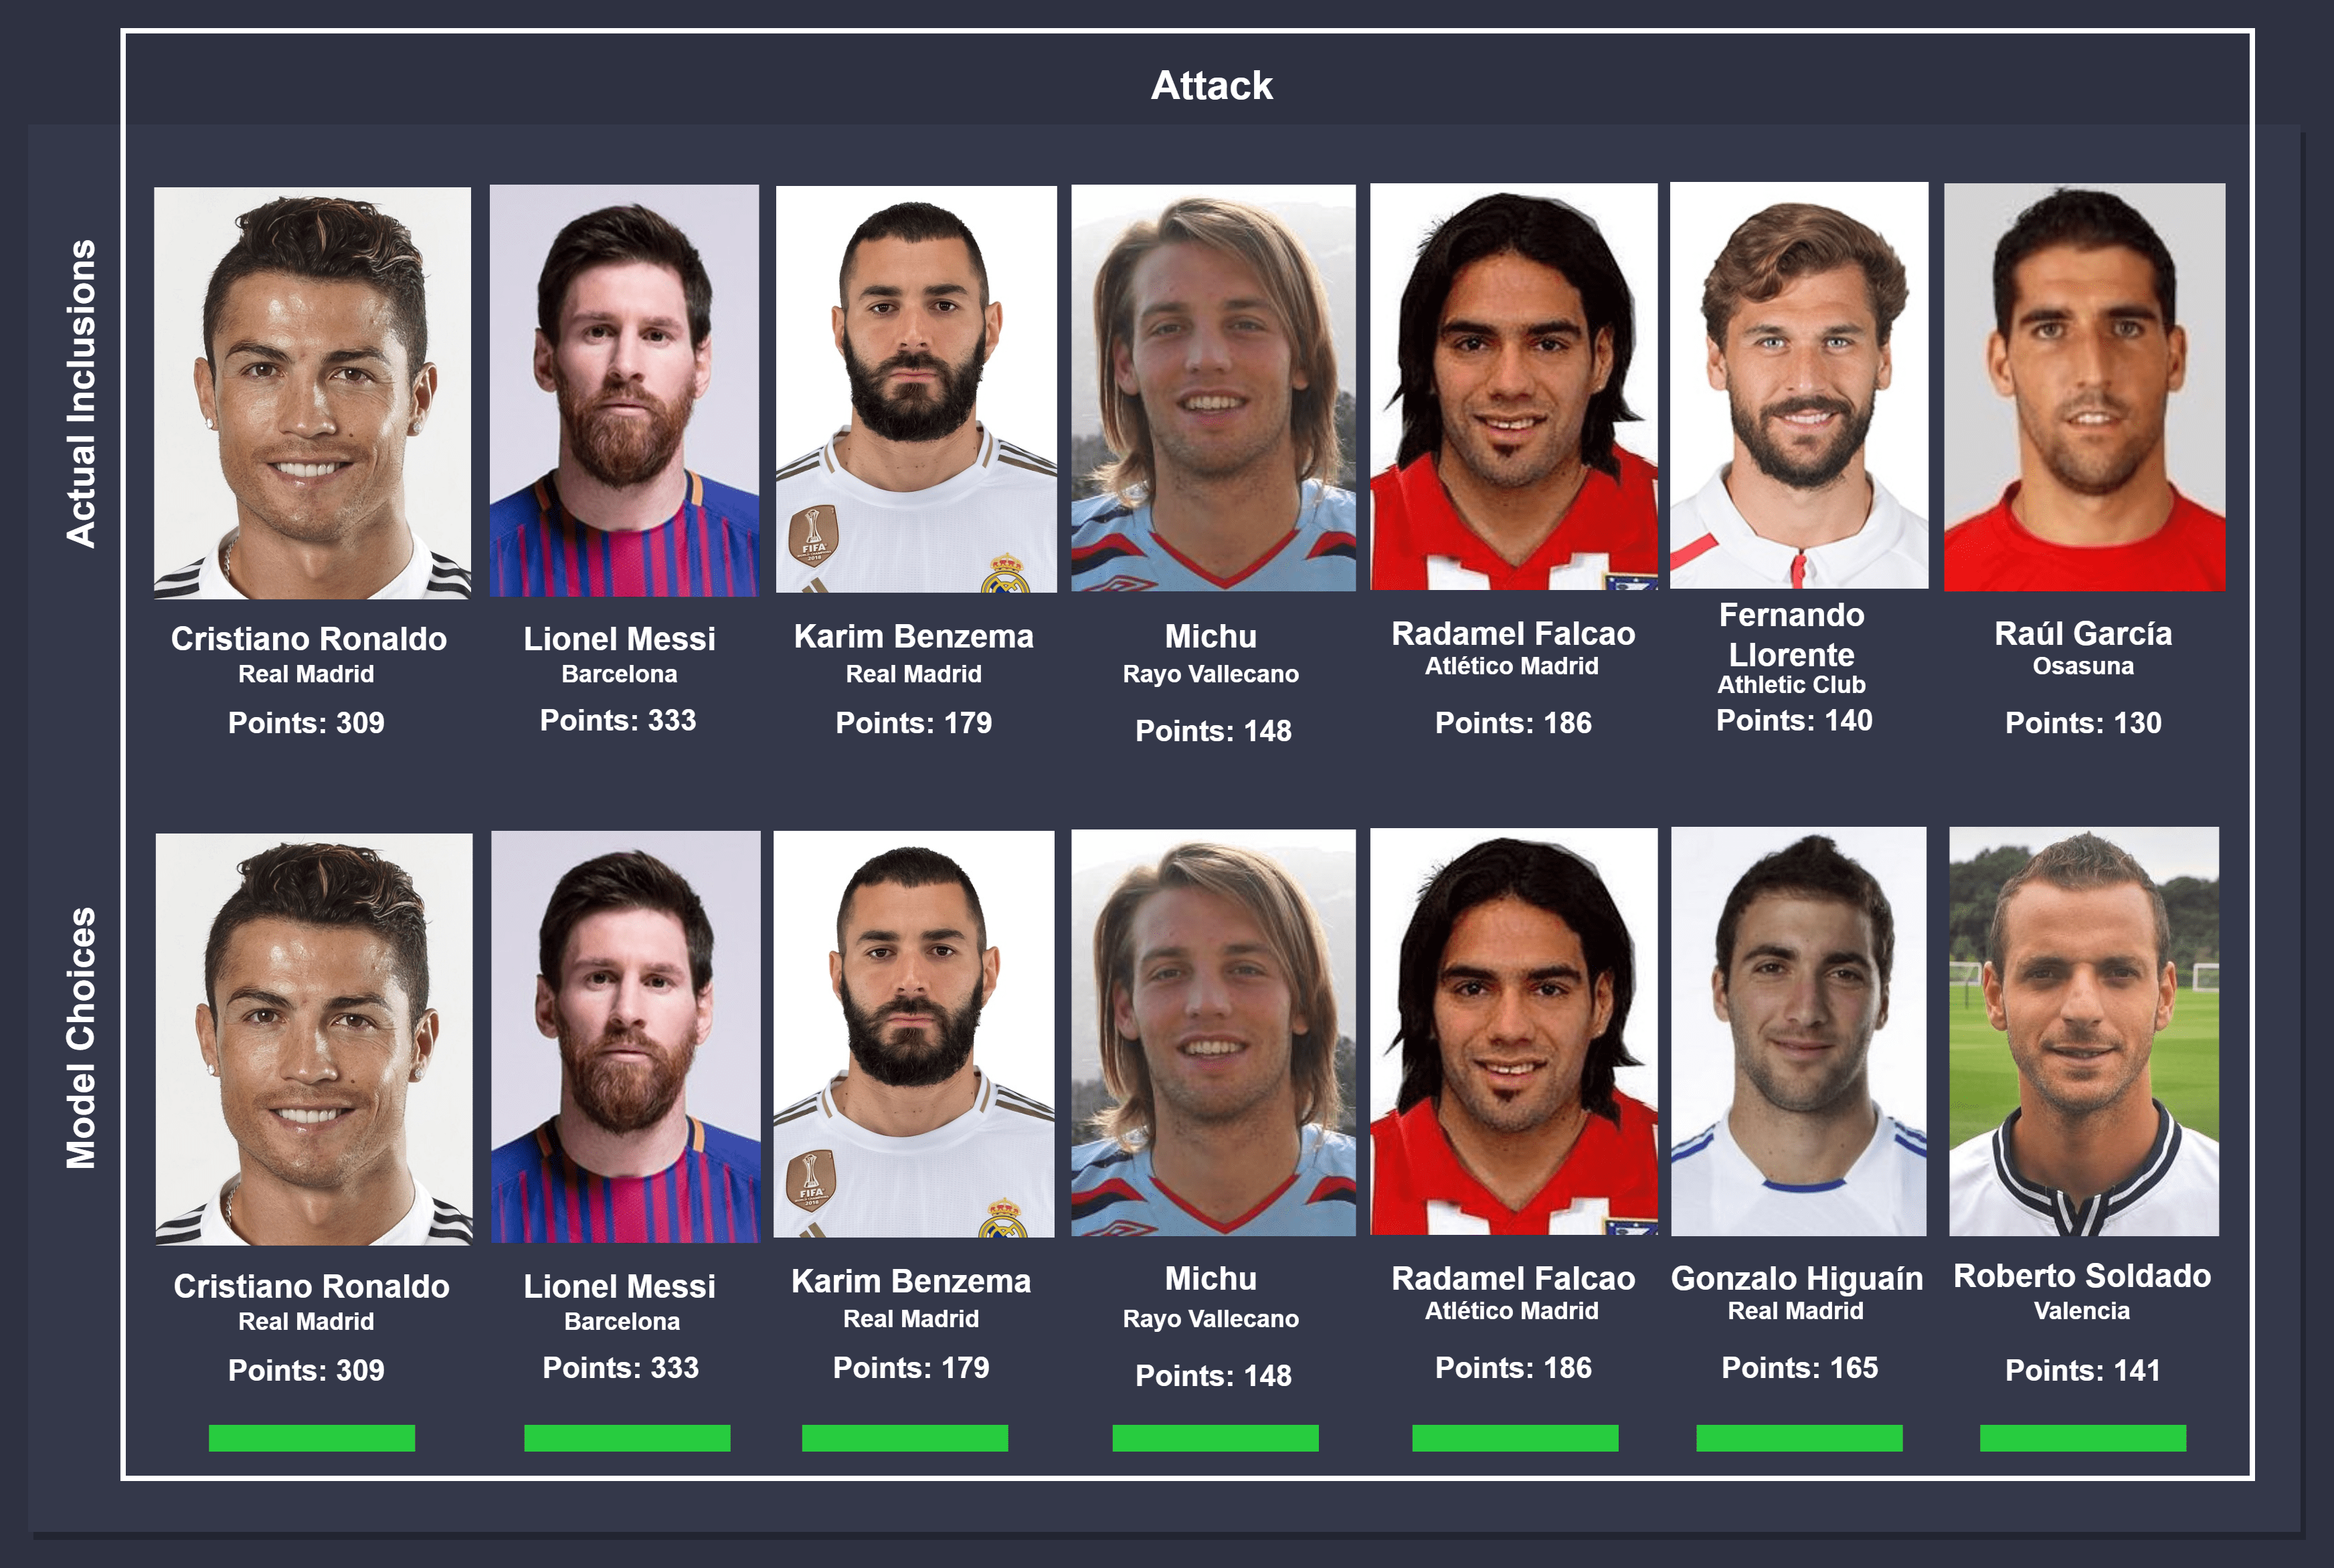 Attack
Actual Inclusions
Cristiano Ronaldo
Real Madrid
Points: 309
Lionel Messi
Barcelona
Points: 333
FIFA
2018
Karim Benzema
Real Madrid
Points: 179
Michu
Rayo Vallecano
Points: 148
Radamel Falcao
Atlético Madrid
Points: 186
Fernando
Llorente
Athletic Club
Points: 140
Raúl García
Osasuna
Points: 130
Model Choices
Cristiano Ronaldo
Real Madrid
Points: 309
Lionel Messi
Barcelona
Points: 333
FIFA
2018
Karim Benzema
Real Madrid
Points: 179
Michu
Rayo Vallecano
Points: 148
Radamel Falcao
Atlético Madrid
Points: 186
Gonzalo Higuaín
Real Madrid
Points: 165
Roberto Soldado
Valencia
Points: 141